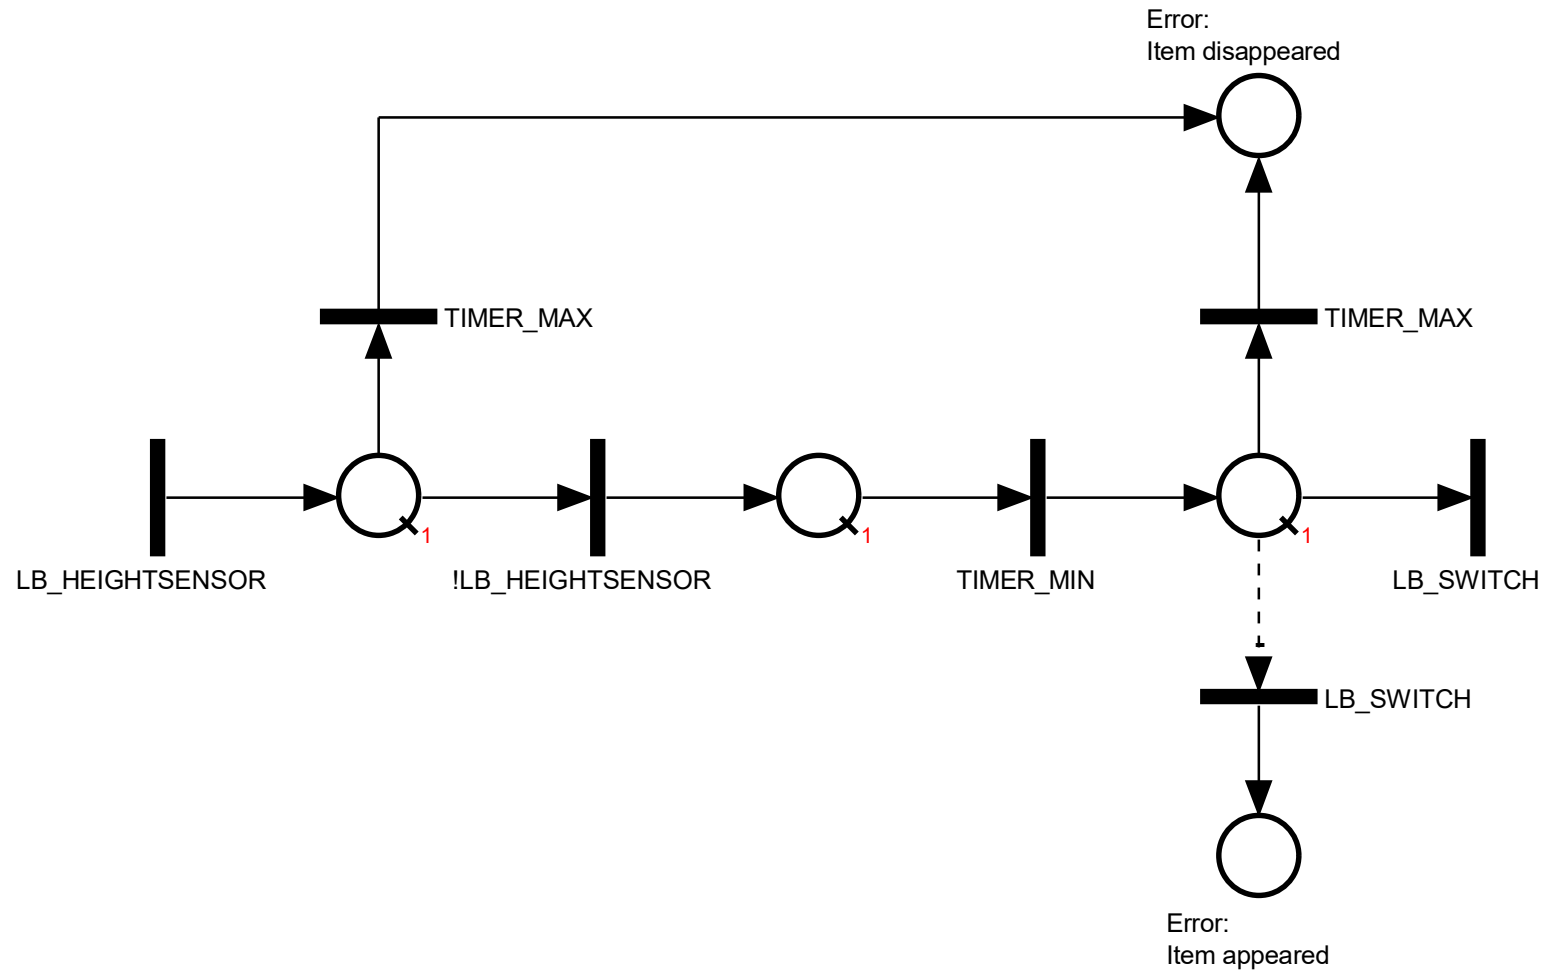 Error:
Item disappeared
TIMER_MAX
TIMER_MAX
1
1
1
LB_HEIGHTSENSOR
!LB_HEIGHTSENSOR
TIMER_MIN
LB_SWITCH
LB_SWITCH
Error:
Item appeared